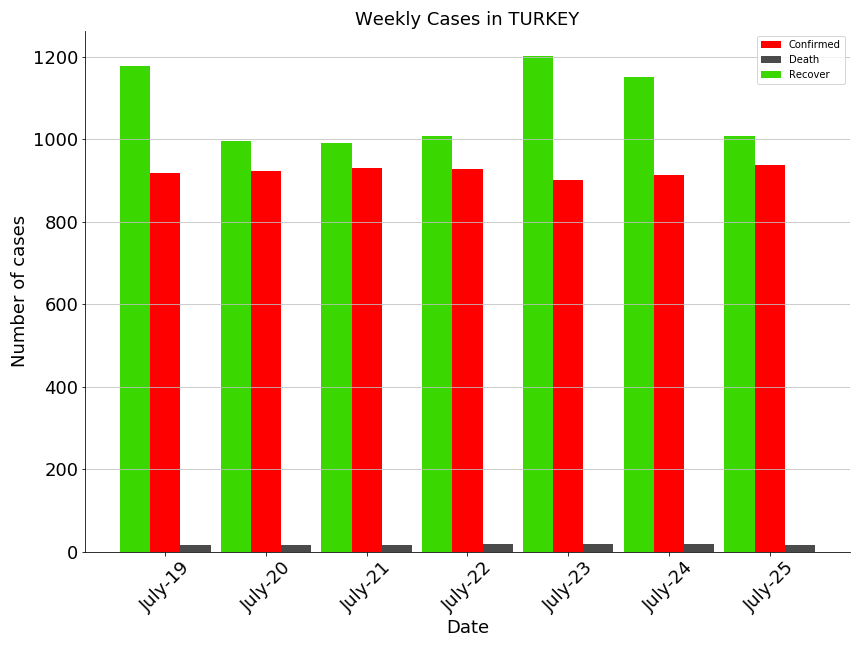 Weekly Cases in TURKEY
Confirmed
Death
Recover
Number of cases
1200
1000
800
600
400
200
0
July-19
July-20
July-21
July-22
July-23
July-24
July-25
Date